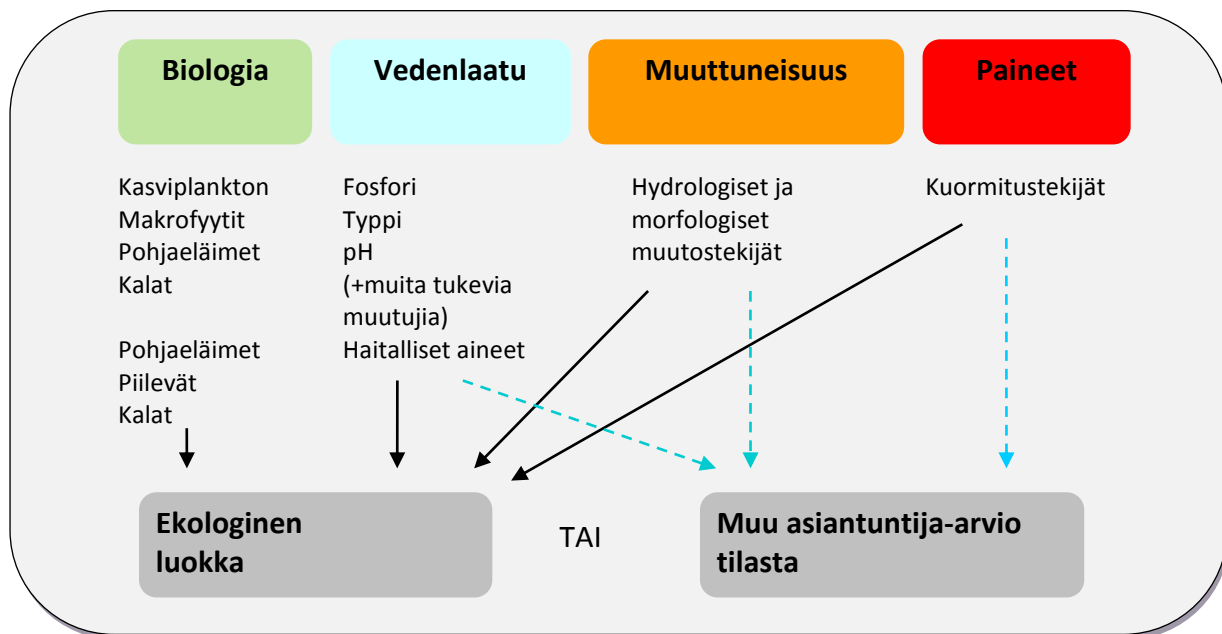 Biologia
Vedenlaatu
Muuttuneisuus
Paineet
Kasviplankton
Makrofyytit
Pohjaeläimet
Kalat
Pohjaeläimet
Piilevät
Kalat
Fosfori
Typpi
pH
(+muita tukevia
muutujia)
Haitalliset aineet
Hydrologiset ja
morfologiset
muutostekijät
Kuormitustekijät
Ekologinen
luokka
TAI
Muu asiantuntija-arvio
tilasta